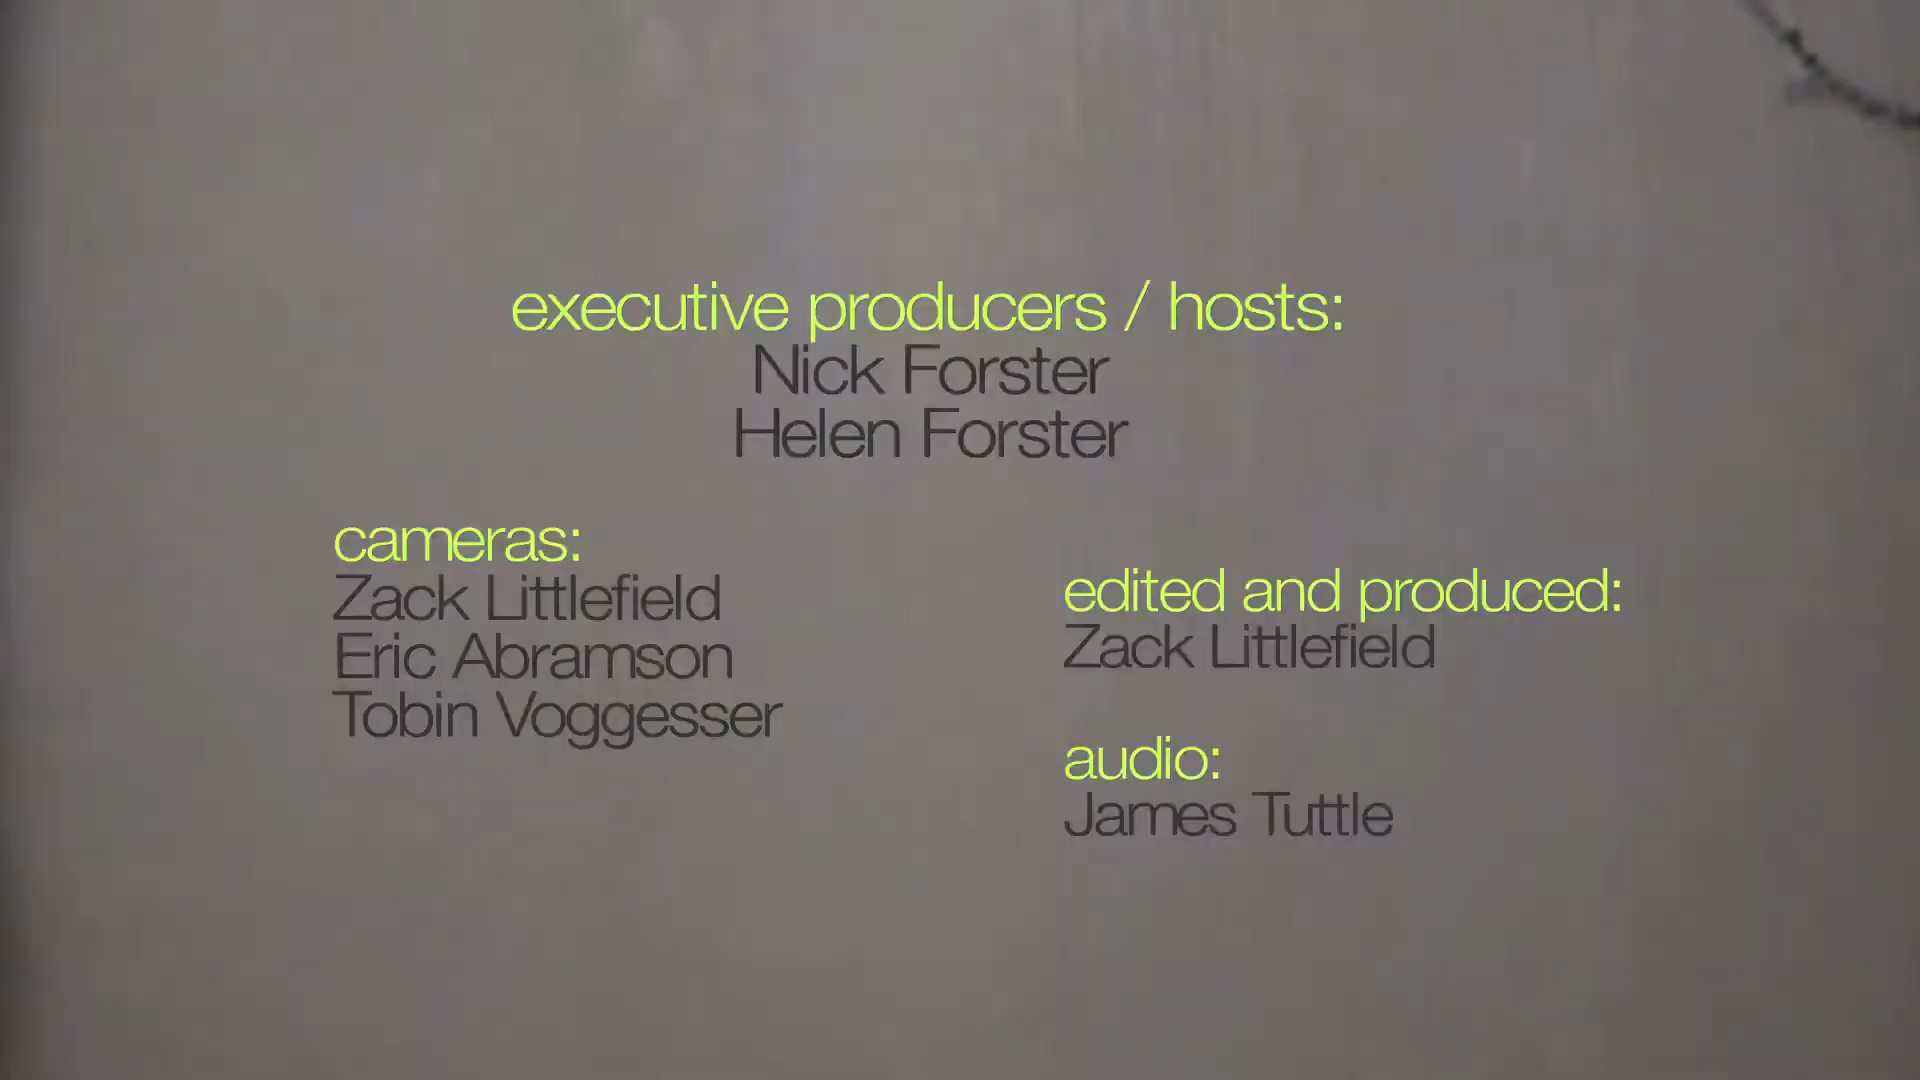 executive producers / hosts:
Nick Forster
Helen Forster
cameras:
Zack Littlefield
Eric Abramson
Tobin Voggesser
edited and produced:
Zack Littlefield
audio:
James Tuttle